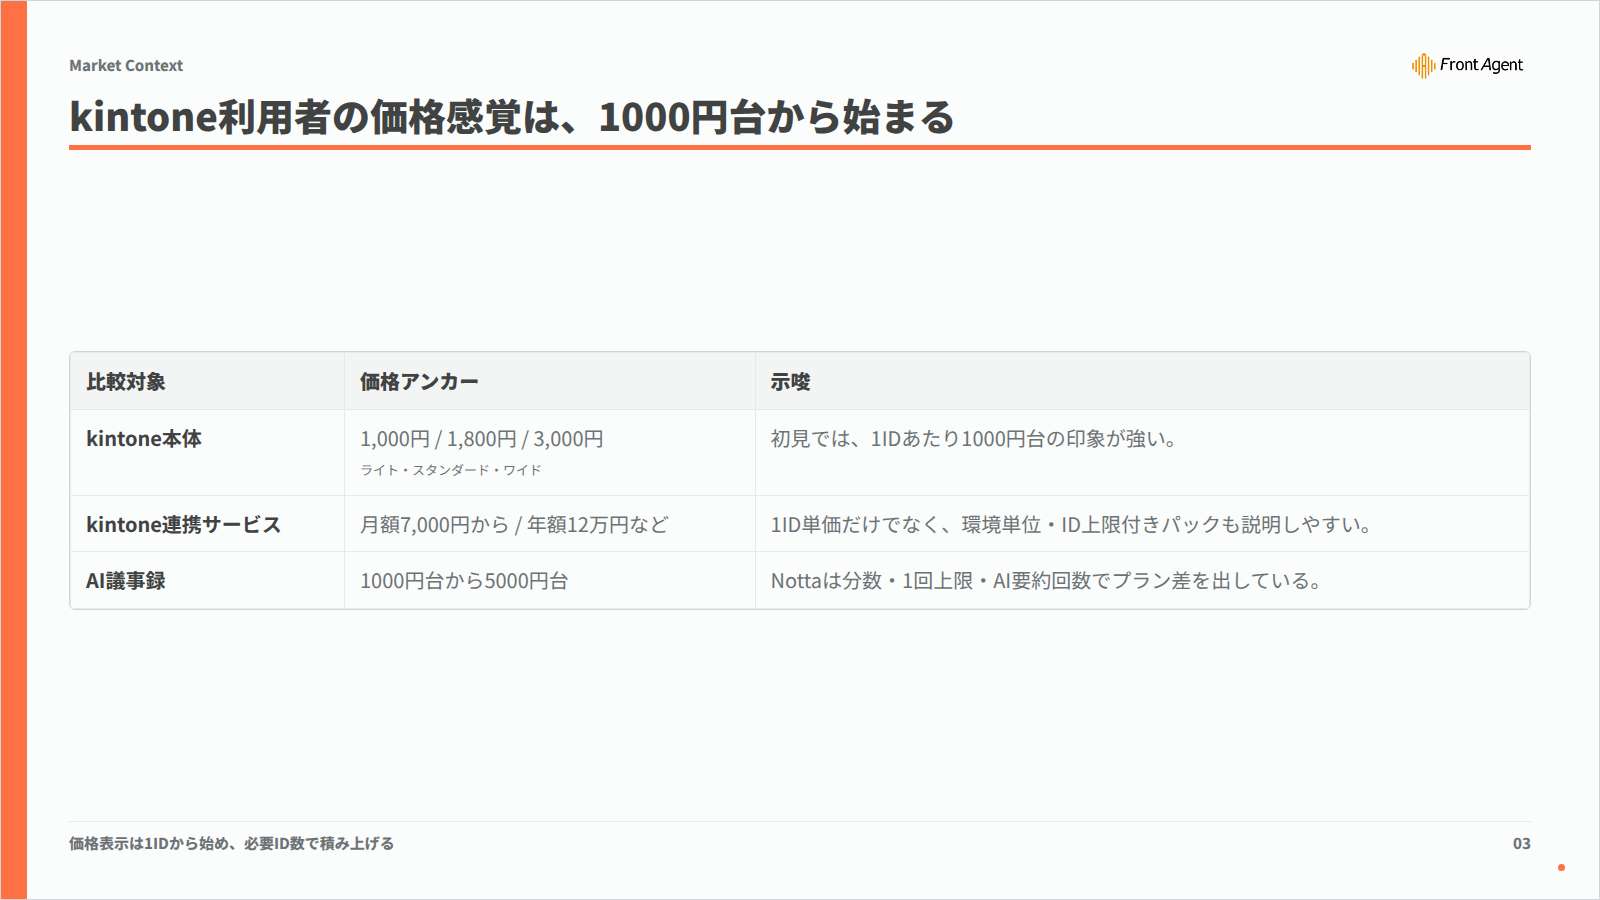 Market Context
Front Agent
kintone利用者の価格感覚は、1000円台から始まる
比較対象
価格アンカー
示唆
kintone本体
1,000円 / 1,800円 / 3,000円
ライト・スタンダード・ワイド
初見では、1IDあたり1000円台の印象が強い。
kintone連携サービス
月額7,000円から / 年額12万円など
1ID単価だけでなく、環境単位・ID上限付きパックも説明しやすい。
AI議事録
1000円台から5000円台
Nottaは分数・1回上限・AI要約回数でプラン差を出している。
価格表示は1IDから始め、必要ID数で積み上げる
03